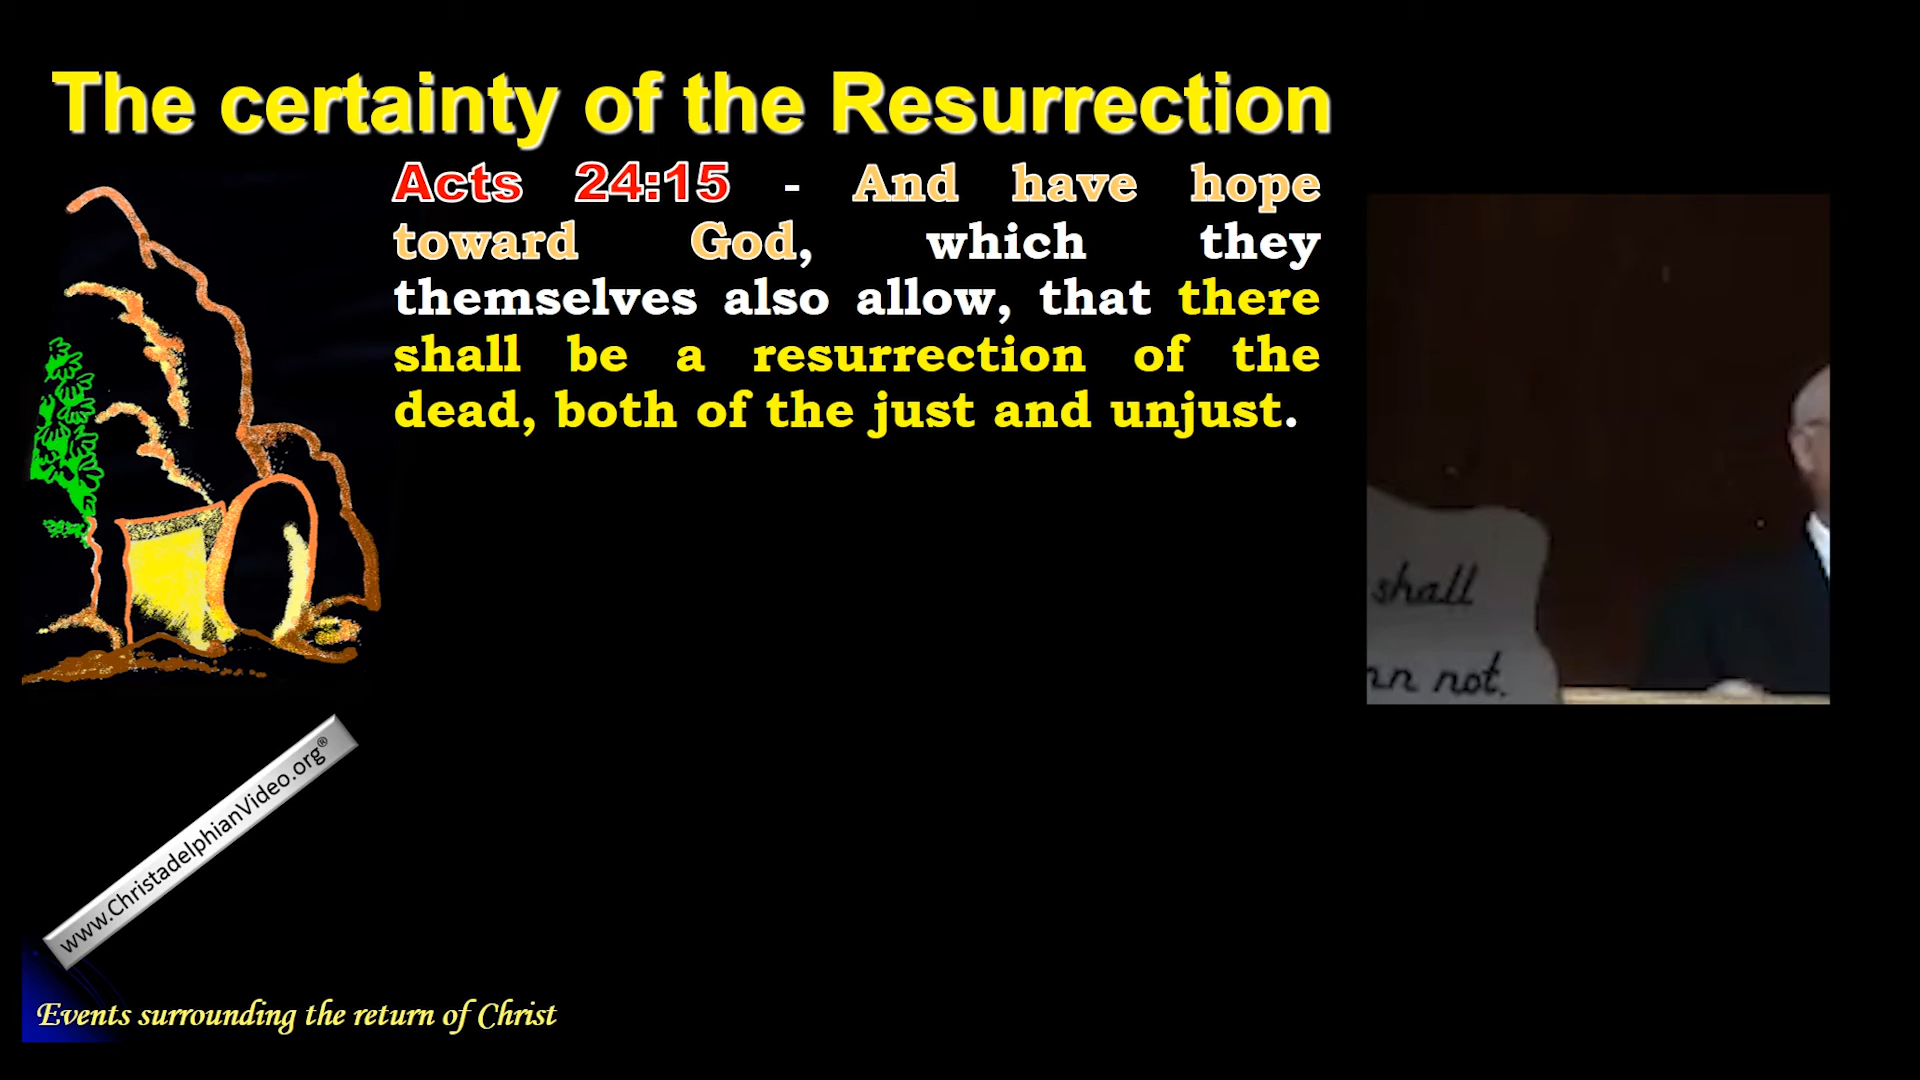 The certainty of the Resurrection
Acts 24:15 - And have hope
toward God, which they
themselves also allow, that there
shall be a resurrection of the
dead, both of the just and unjust.
shall
not.
www.ChristadelphianVideo.org®
Events surrounding the return of Christ